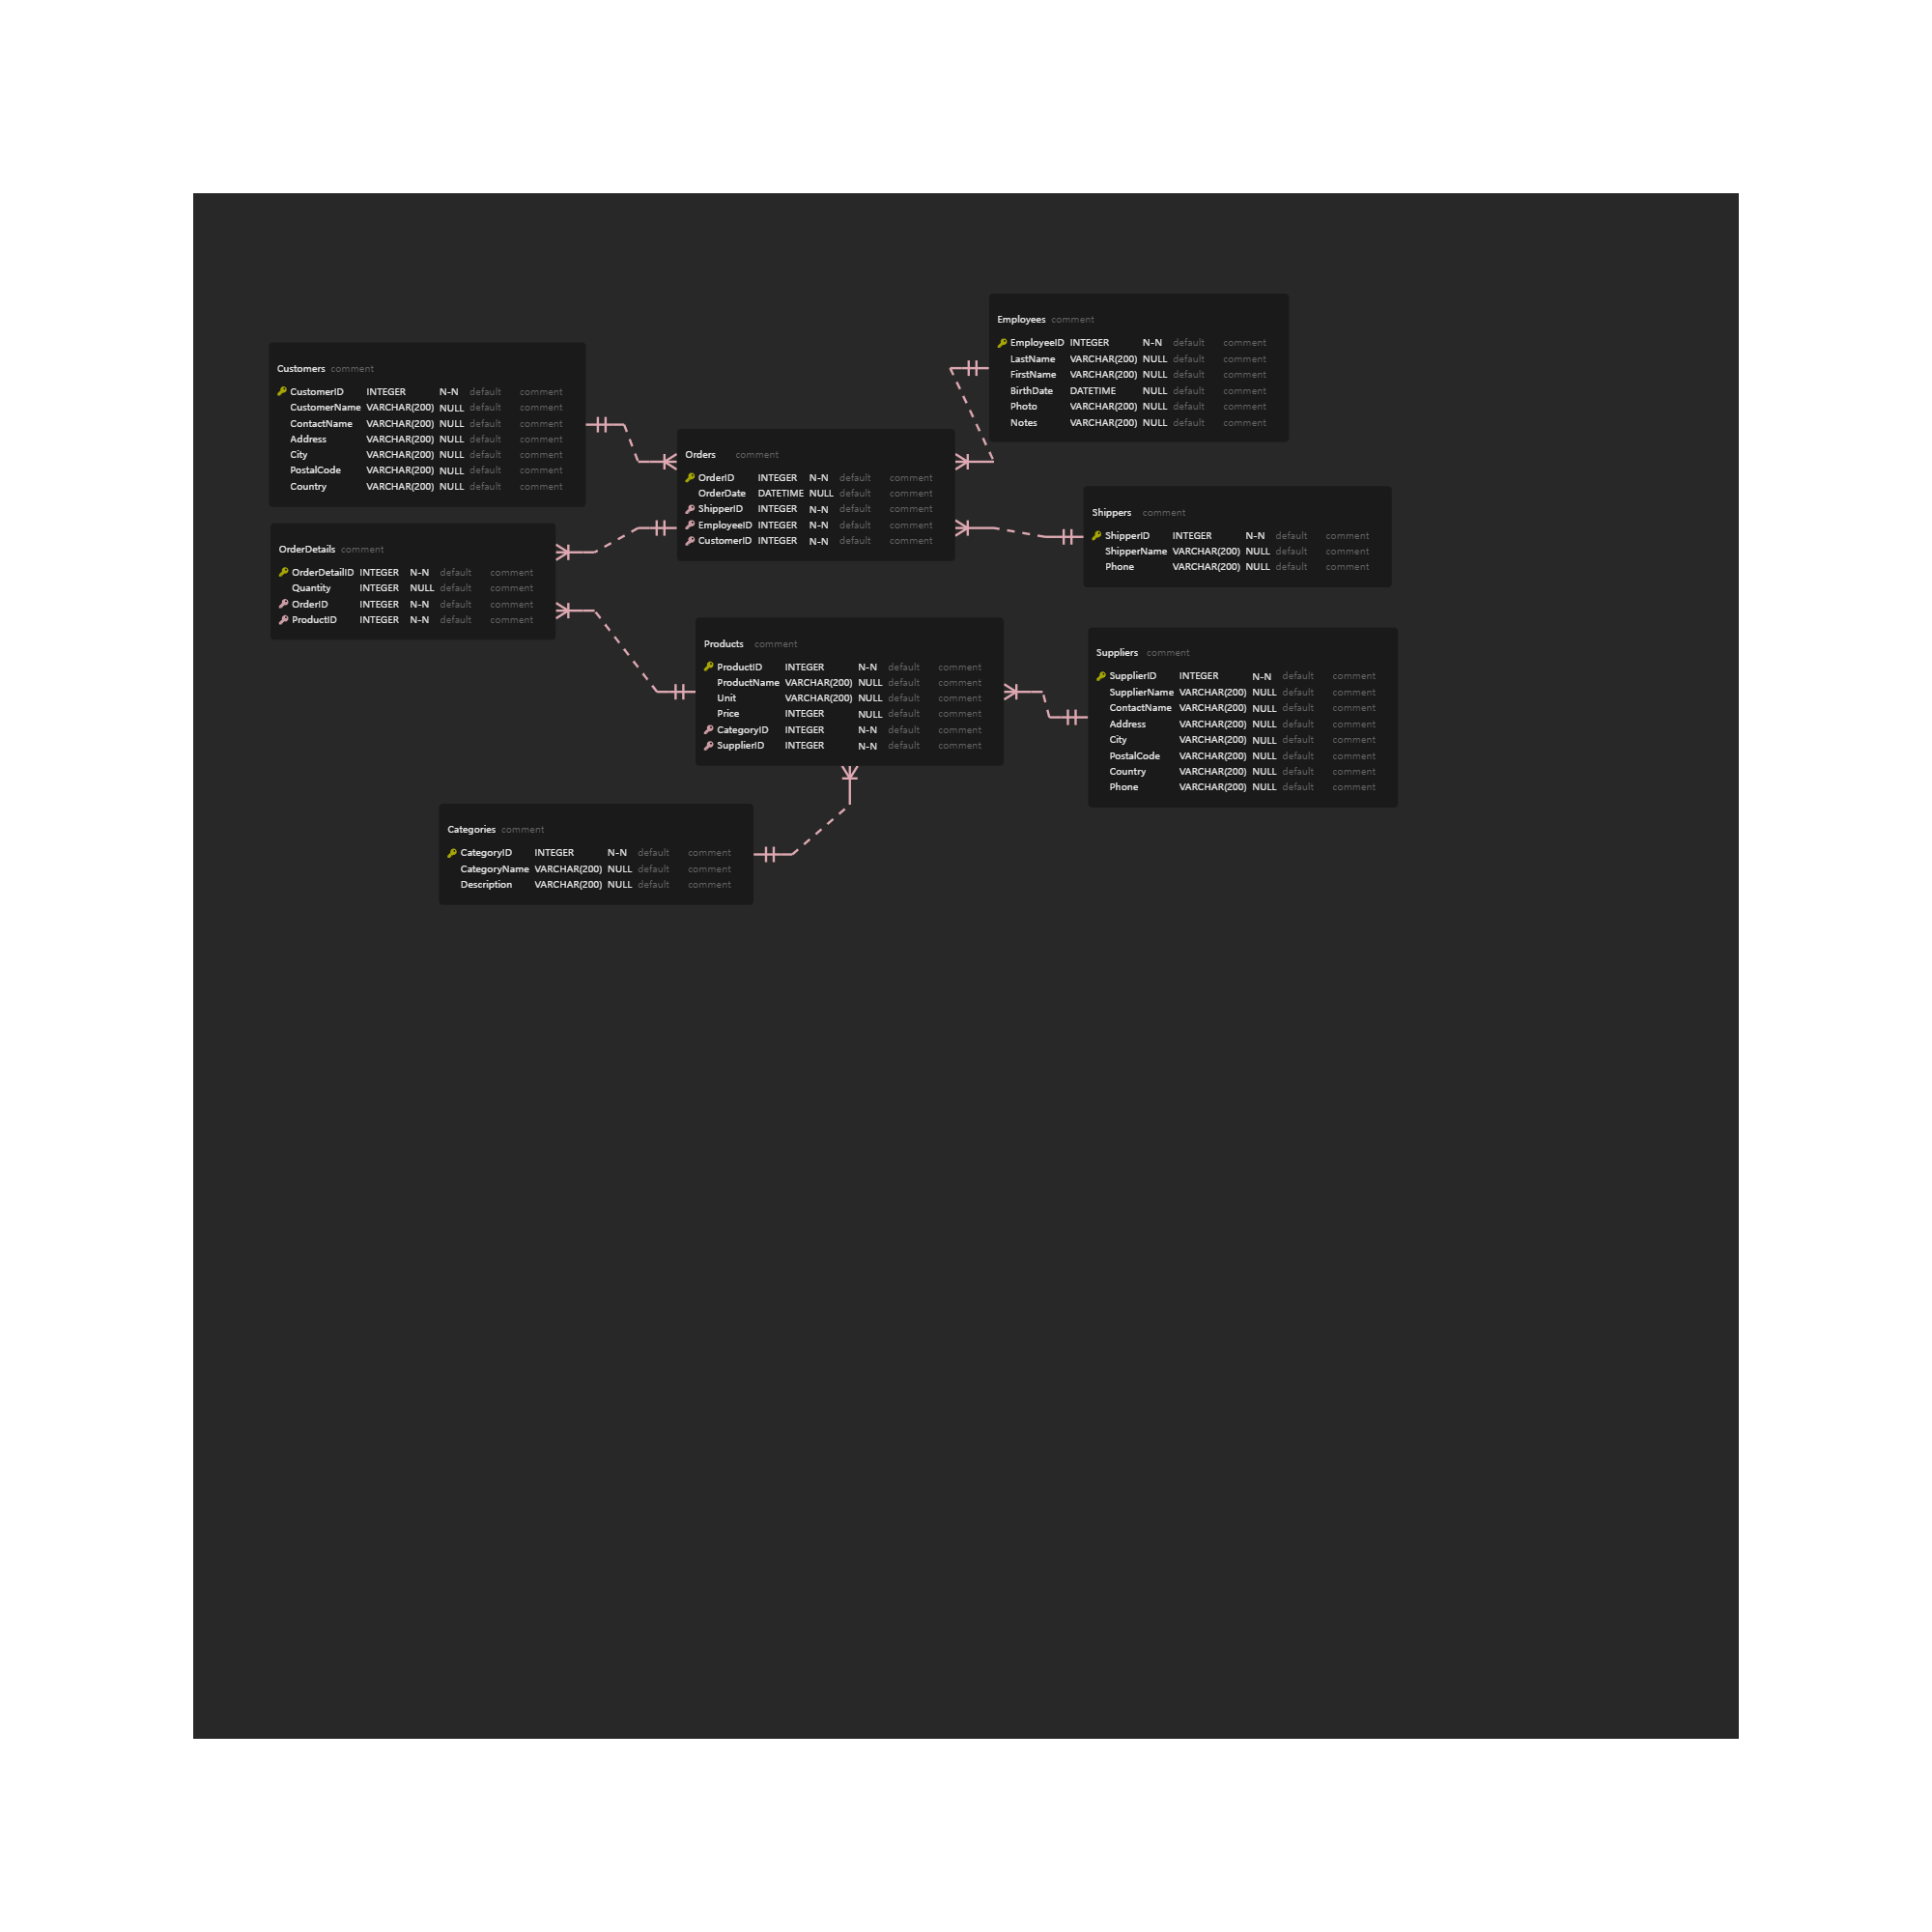 Employees comment
EmployeeID INTEGER N-N default comment
LastName VARCHAR(200) NULL default comment
FirstName VARCHAR(200) NULL default comment
BirthDate DATETIME NULL default comment
Photo VARCHAR(200) NULL default comment
Notes VARCHAR(200) NULL default comment
Customers comment
CustomerID INTEGER N-N default comment
CustomerName VARCHAR(200) NULL default comment
ContactName VARCHAR(200) NULL default comment
Address VARCHAR(200) NULL default comment
City VARCHAR(200) NULL default comment
PostalCode VARCHAR(200) NULL default comment
Country VARCHAR(200) NULL default comment
Orders comment
OrderID INTEGER N-N default comment
OrderDate DATETIME NULL default comment
ShipperID INTEGER N-N default comment
EmployeeID INTEGER N-N default comment
CustomerID INTEGER N-N default comment
Shippers comment
ShipperID INTEGER N-N default comment
ShipperName VARCHAR(200) NULL default comment
Phone VARCHAR(200) NULL default comment
OrderDetails comment
OrderDetailID INTEGER N-N default comment
Quantity INTEGER NULL default comment
OrderID INTEGER N-N default comment
ProductID INTEGER N-N default comment
Products comment
ProductID INTEGER N-N default comment
ProductName VARCHAR(200) NULL default comment
Unit VARCHAR(200) NULL default comment
Price INTEGER NULL default comment
CategoryID INTEGER N-N default comment
SupplierID INTEGER N-N default comment
Suppliers comment
SupplierID INTEGER N-N default comment
SupplierName VARCHAR(200) NULL default comment
ContactName VARCHAR(200) NULL default comment
Address VARCHAR(200) NULL default comment
City VARCHAR(200) NULL default comment
PostalCode VARCHAR(200) NULL default comment
Country VARCHAR(200) NULL default comment
Phone VARCHAR(200) NULL default comment
Categories comment
CategoryID INTEGER N-N default comment
CategoryName VARCHAR(200) NULL default comment
Description VARCHAR(200) NULL default comment